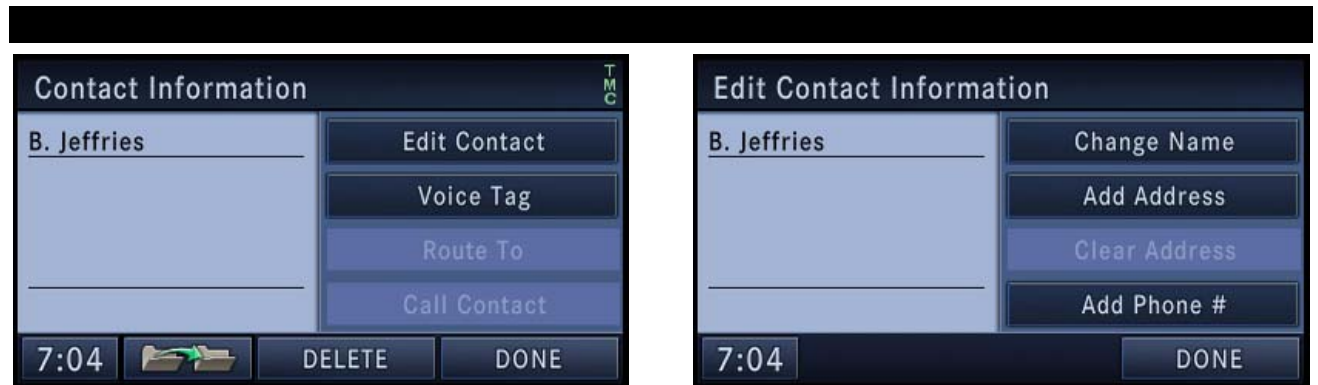 Contact Information
TMC
B. Jeffries
Edit Contact
Voice Tag
Route To
Call Contact
7:04
DELETE
DONE
Edit Contact Information
B. Jeffries
Change Name
Add Address
Clear Address
Add Phone #
7:04
DONE